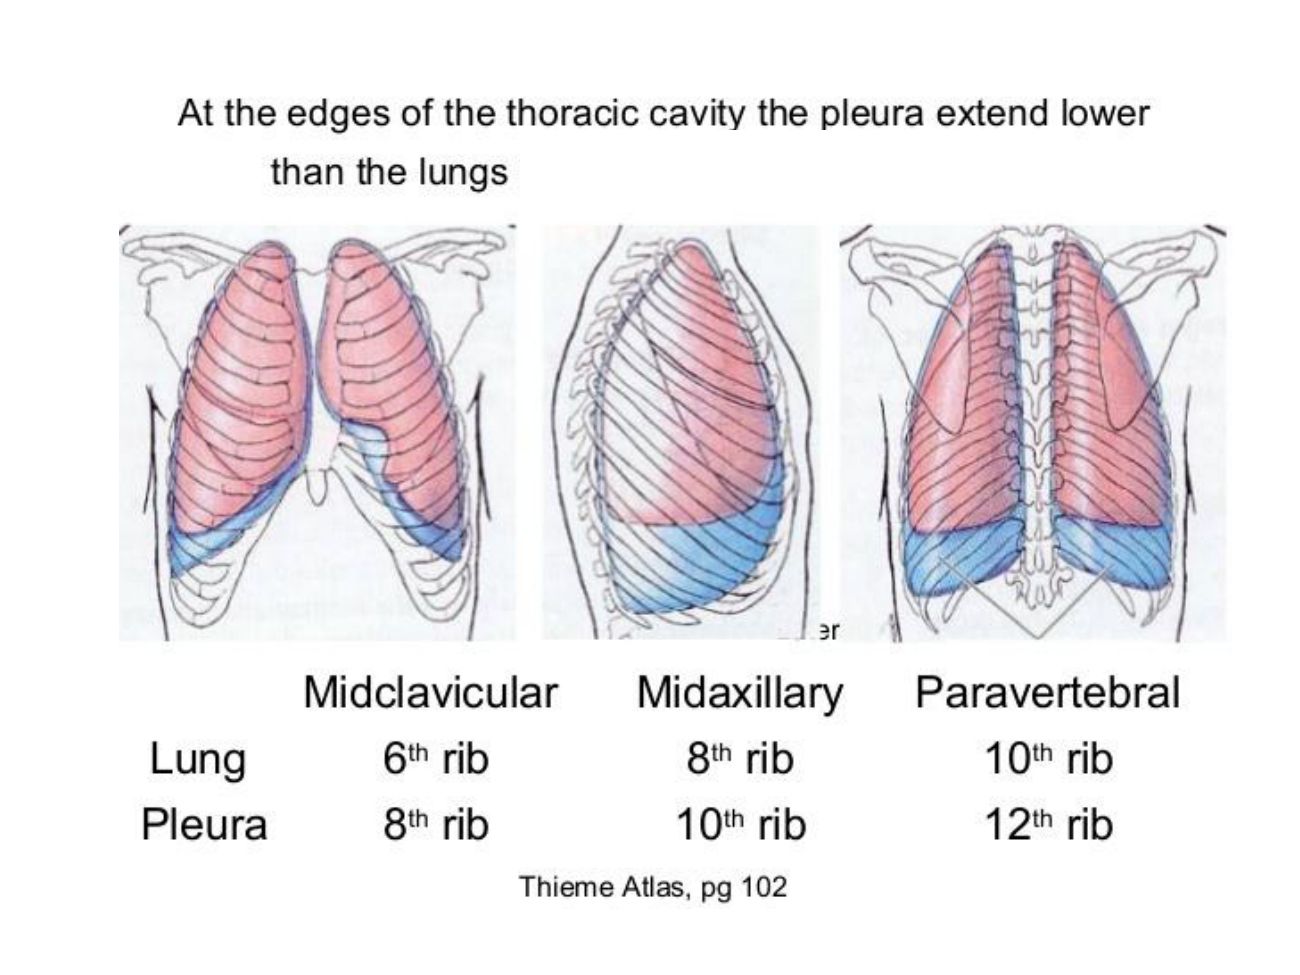 At the edges of the thoracic cavity the pleura extend lower
than the lungs
er
Midclavicular Midaxillary Paravertebral
Lung 6th rib 8th rib 10th rib
Pleura 8th rib 10th rib 12th rib
Thieme Atlas, pg 102